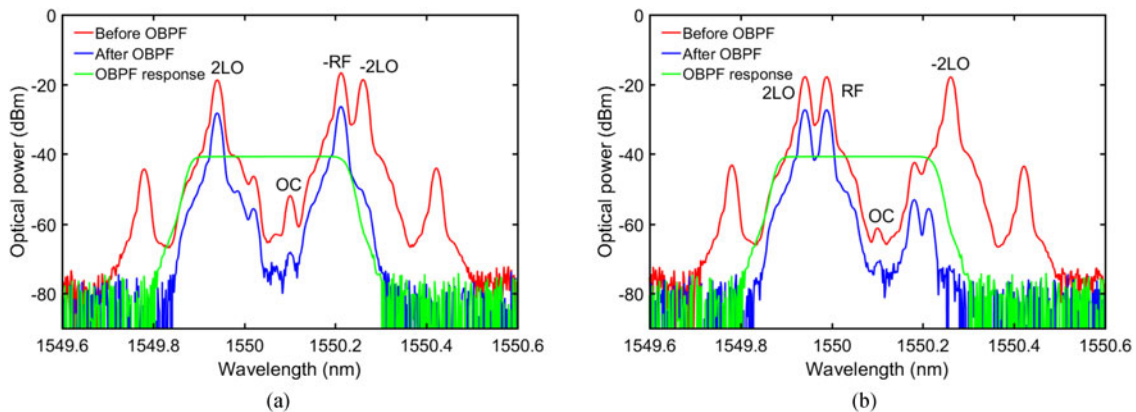 0
-20
-40
-60
-80
Optical power (dBm)
Before OBPF
After OBPF
OBPF response
2LO
-RF
-2LO
OC
1549.6
1549.8
1550
1550.2
1550.4
1550.6
Wavelength (nm)
(a)
0
-20
-40
-60
-80
Optical power (dBm)
Before OBPF
After OBPF
OBPF response
2LO
RF
-2LO
OC
1549.6
1549.8
1550
1550.2
1550.4
1550.6
Wavelength (nm)
(b)